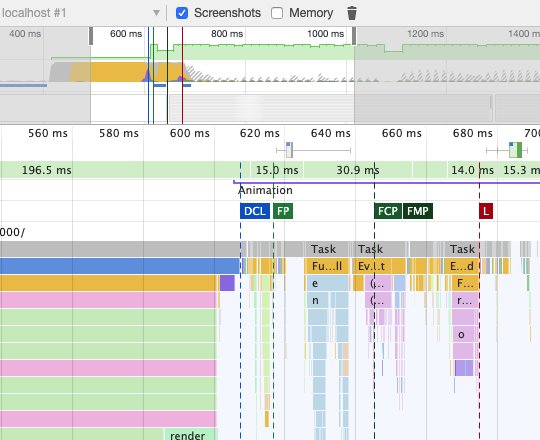 localhost #1 Screenshots Memory
400 ms 600 ms 800 ms 1000 ms 1200 ms 1400 ms
560 ms 580 ms 600 ms 620 ms 640 ms 660 ms 680 ms 700
196.5 ms 15.0 ms 30.9 ms 14.0 ms 15.3 m
Animation
DCL FP FCP FMP L
000/
Task Task Task
Fu...ll Ev...t E...d
e (... F...
n (... r...
o
render